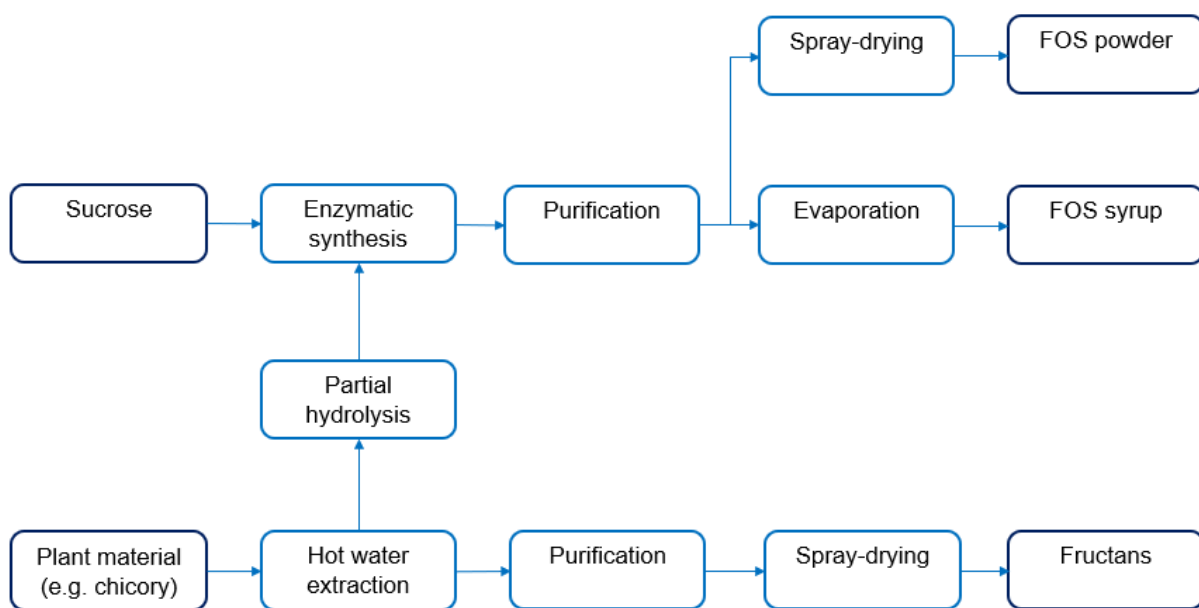 Spray-drying
FOS powder
Sucrose
Enzymatic
synthesis
Purification
Evaporation
FOS syrup
Partial
hydrolysis
Plant material
(e.g. chicory)
Hot water
extraction
Purification
Spray-drying
Fructans